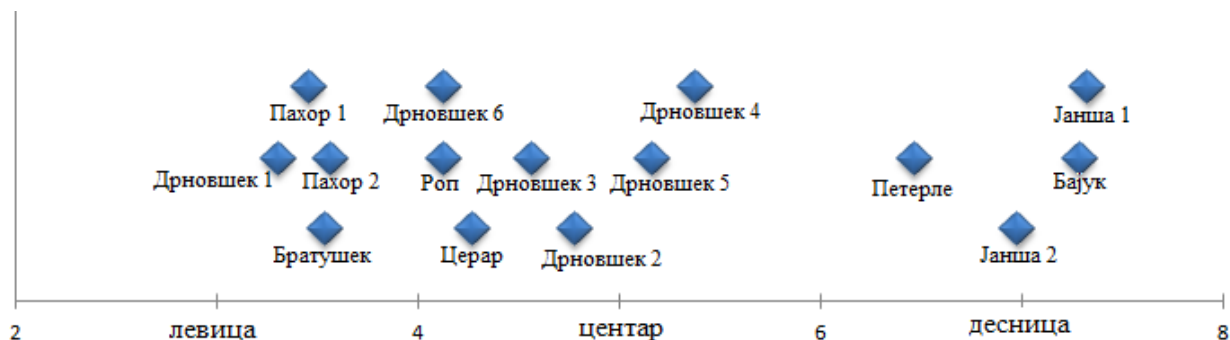 Пахор 1
Дрновшек 6
Дрновшек 4
Јанша 1
Дрновшек 1
Пахор 2
Роп
Дрновшек 3
Дрновшек 5
Петерле
Бајук
Братушек
Церар
Дрновшек 2
Јанша 2
2 левица 4 центар 6 десница 8